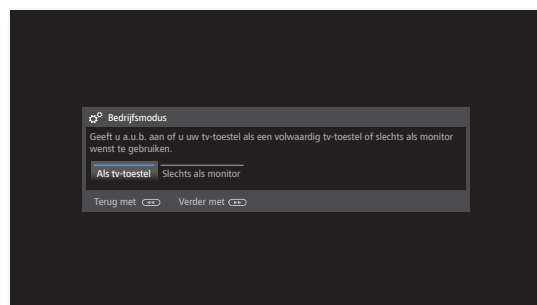 Bedrijfsmodus
Geeft u a.u.b. aan of u uw tv-toestel als een volwaardig tv-toestel of slechts als monitor
wenst te gebruiken.
Als tv-toestel Slechts als monitor
Terug met Verder met